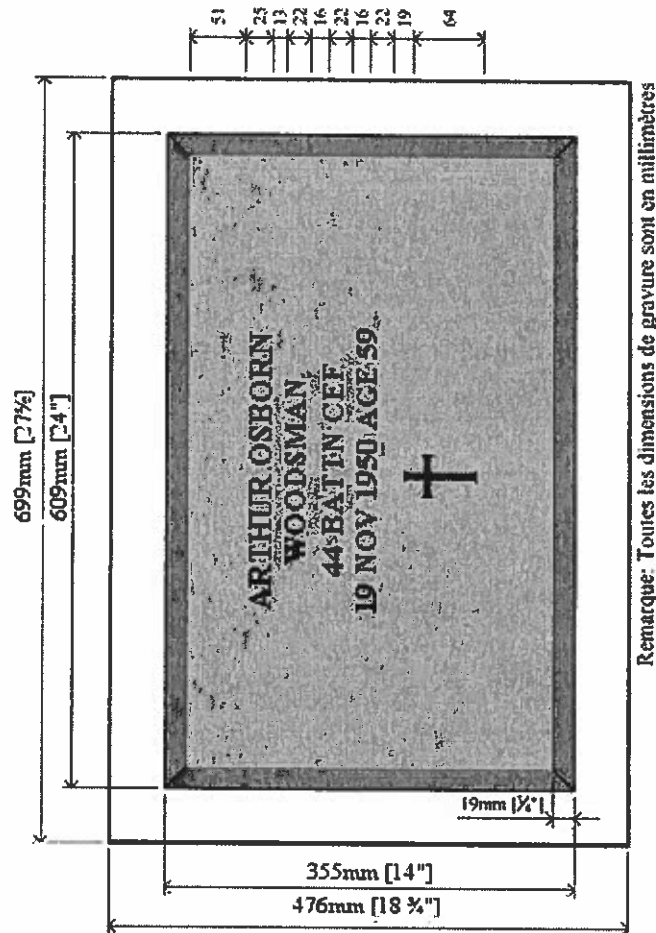 699mm [27½]
609mm [24"]
51
25
13
22
16
22
16
22
19
64
ARTHUR OSBORN
WOODSMAN
44 BATTN CEF
19 NOV 1950 AGE 59
19mm [¾"]
355mm [14"]
476mm [18 ¾"]
Remarque: Toutes les dimensions de gravure sont en millimètres